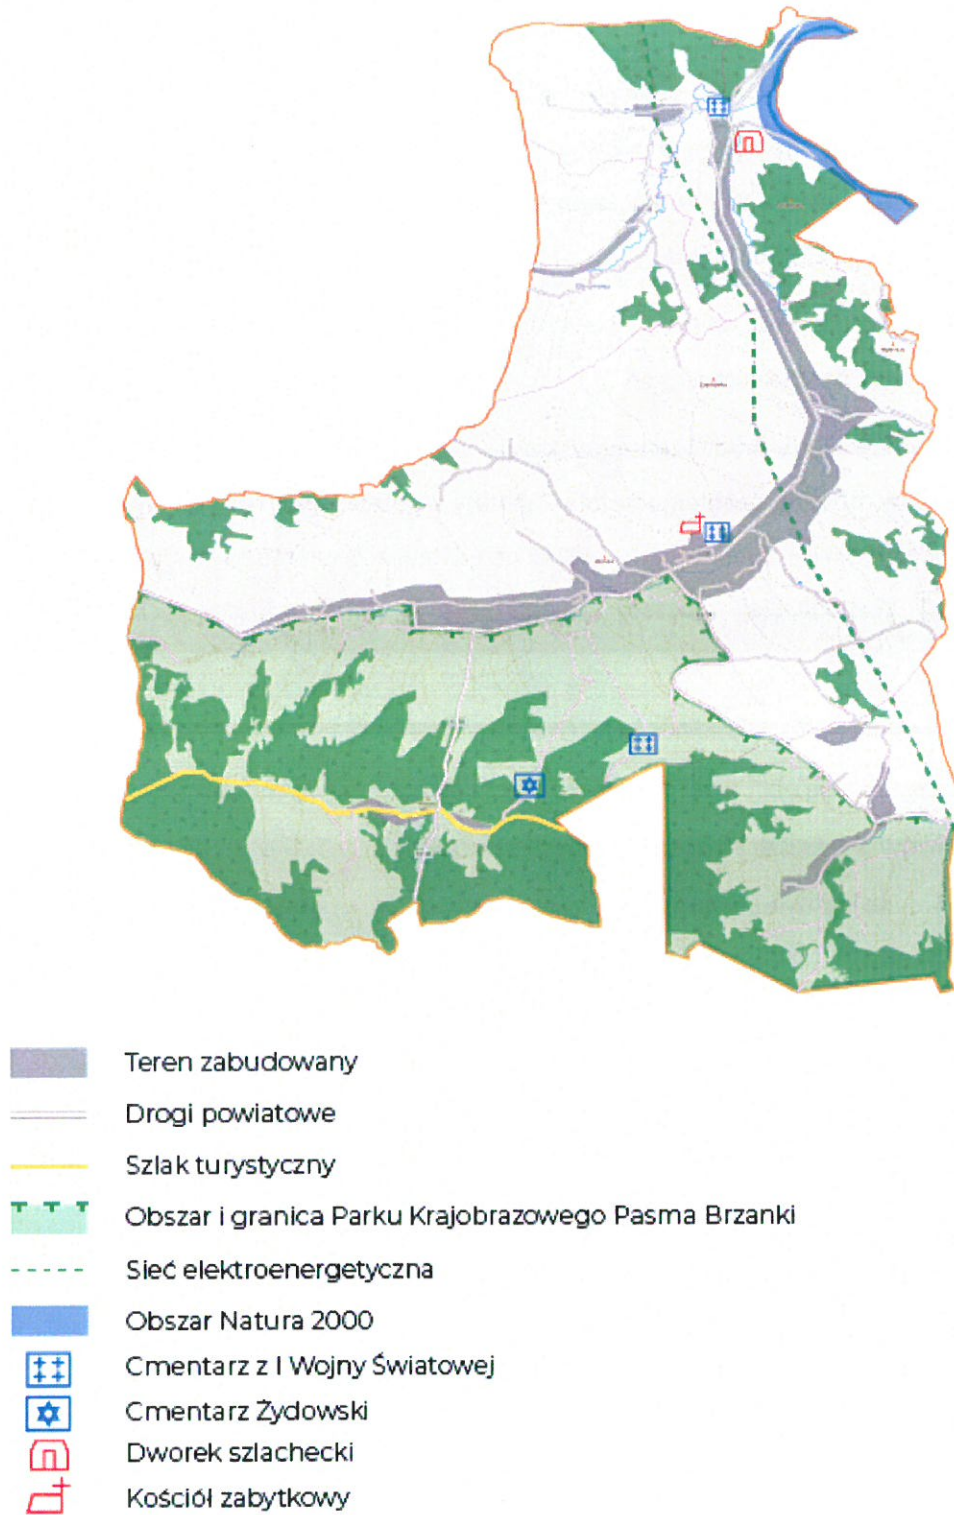 Teren zabudowany
Drogi powiatowe
Szlak turystyczny
Obszar i granica Parku Krajobrazowego Pasma Brzanki
Sieć elektroenergetyczna
Obszar Natura 2000
Cmentarz z I Wojny Światowej
Cmentarz Żydowski
Dworek szlachecki
Kościół zabytkowy